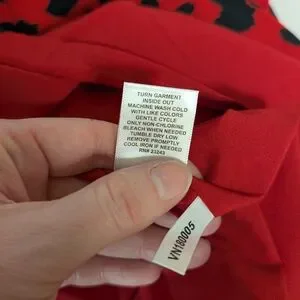 TURN GARMENT
INSIDE OUT
MACHINE WASH COLD
WITH LIKE COLORS
GENTLE CYCLE
ONLY NON-CHLORINE
BLEACH WHEN NEEDED
TUMBLE DRY LOW
REMOVE PROMPTLY
COOL IRON IF NEEDED
RN# 23243
VN180005